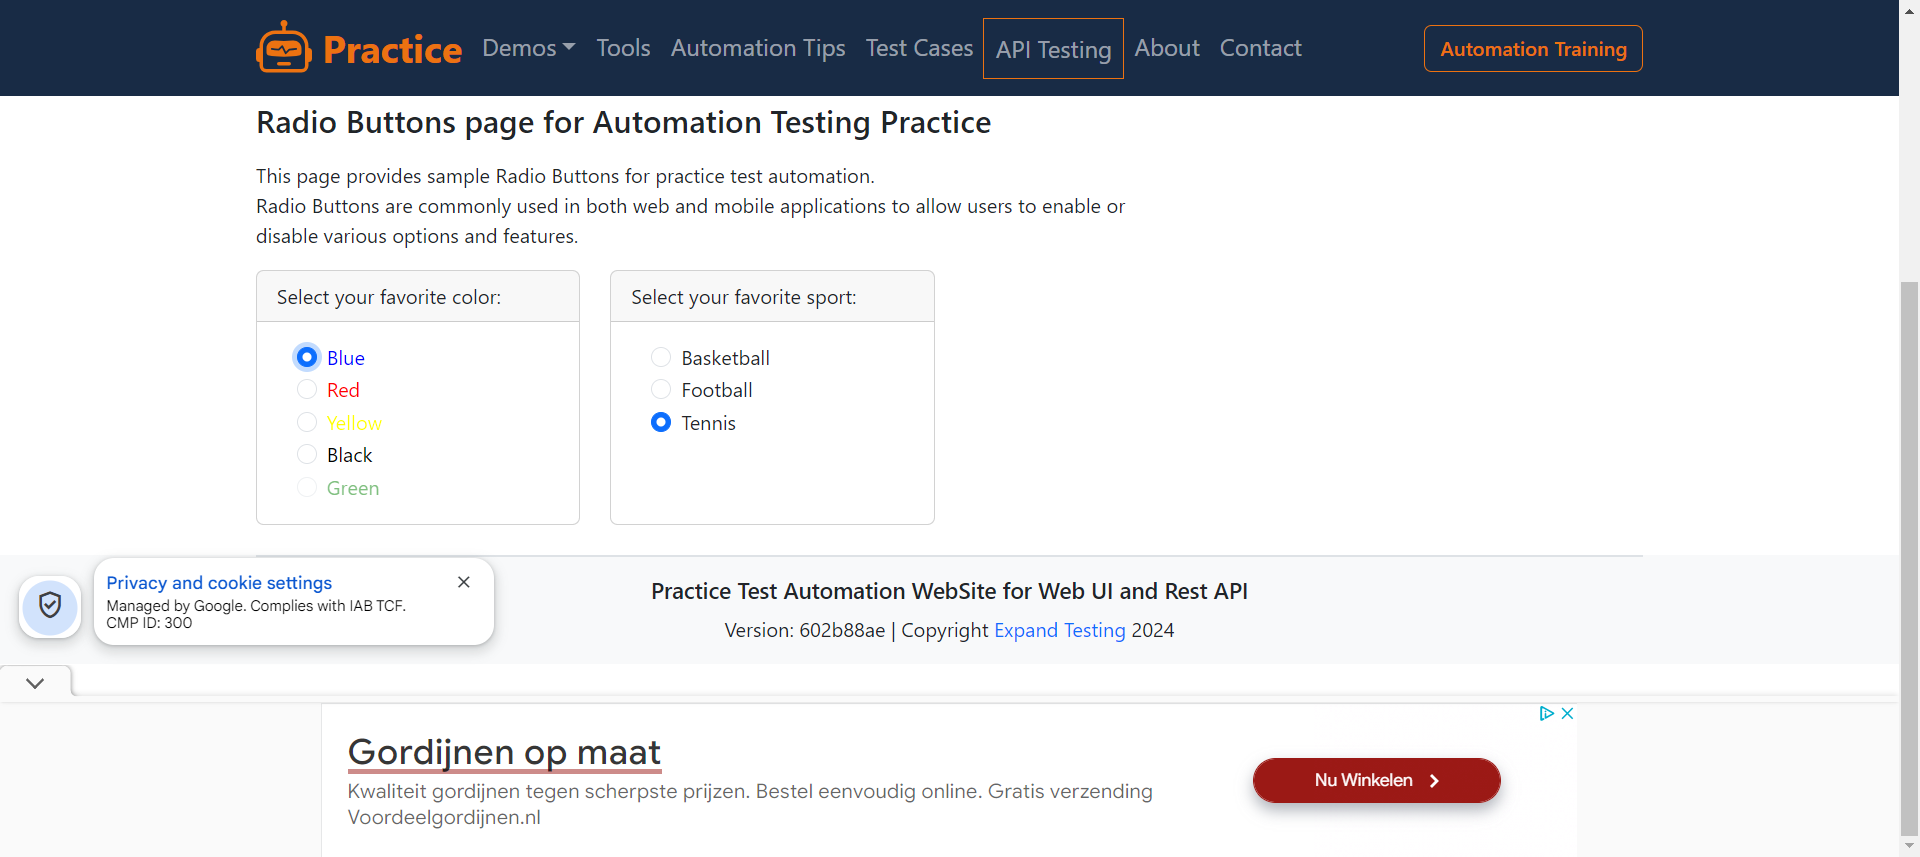 Practice Demos Tools Automation Tips Test Cases API Testing About Contact Automation Training
Radio Buttons page for Automation Testing Practice
This page provides sample Radio Buttons for practice test automation.
Radio Buttons are commonly used in both web and mobile applications to allow users to enable or
disable various options and features.
Select your favorite color:
Blue
Red
Yellow
Black
Green
Select your favorite sport:
Basketball
Football
Tennis
Privacy and cookie settings
Managed by Google. Complies with IAB TCF.
CMP ID: 300
Practice Test Automation WebSite for Web UI and Rest API
Version: 602b88ae | Copyright Expand Testing 2024
Gordijnen op maat
Kwaliteit gordijnen tegen scherpste prijzen. Bestel eenvoudig online. Gratis verzending
Voordeelgordijnen.nl
Nu Winkelen